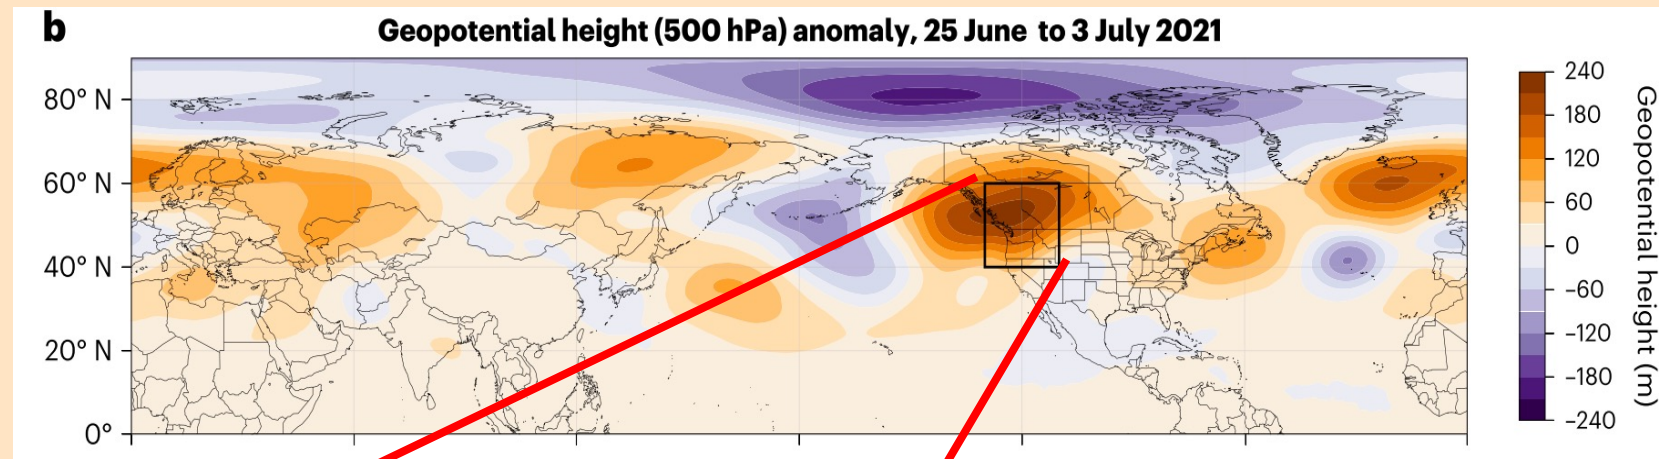 b
Geopotential height (500 hPa) anomaly, 25 June to 3 July 2021
80° N
60° N
40° N
20° N
0°
240
180
120
60
0
−60
−120
−180
−240
Geopotential height (m)